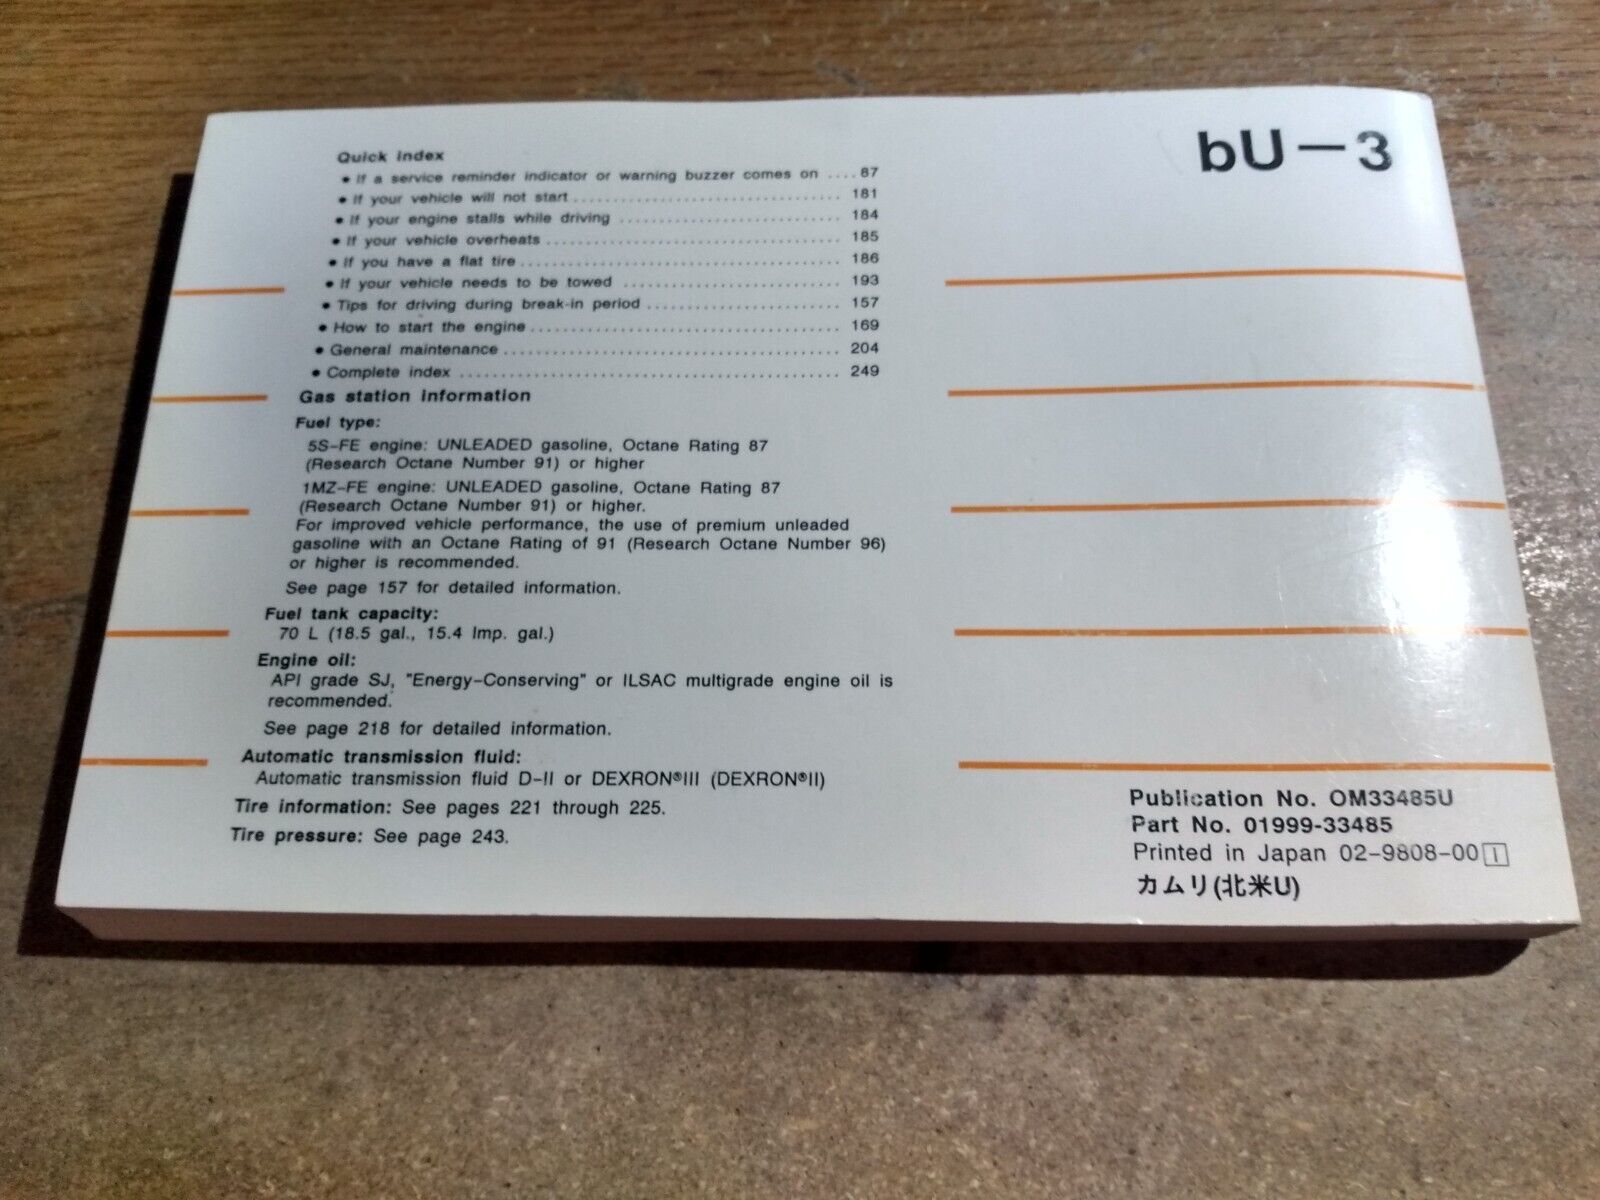 bU－3
Quick index
● If a service reminder indicator or warning buzzer comes on .... 87
● If your vehicle will not start ................................... 181
● If your engine stalls while driving ............................. 184
● If your vehicle overheats ...................................... 185
● If you have a flat tire ......................................... 186
● If your vehicle needs to be towed ............................ 193
● Tips for driving during break-in period ......................... 157
● How to start the engine ........................................ 169
● General maintenance ............................................ 204
● Complete index ................................................ 249
Gas station information
Fuel type:
5S–FE engine: UNLEADED gasoline, Octane Rating 87
(Research Octane Number 91) or higher
1MZ–FE engine: UNLEADED gasoline, Octane Rating 87
(Research Octane Number 91) or higher.
For improved vehicle performance, the use of premium unleaded
gasoline with an Octane Rating of 91 (Research Octane Number 96)
or higher is recommended.
See page 157 for detailed information.
Fuel tank capacity:
70 L (18.5 gal., 15.4 Imp. gal.)
Engine oil:
API grade SJ, "Energy–Conserving" or ILSAC multigrade engine oil is
recommended.
See page 218 for detailed information.
Automatic transmission fluid:
Automatic transmission fluid D–II or DEXRON®III (DEXRON®II)
Tire information: See pages 221 through 225.
Tire pressure: See page 243.
Publication No. OM33485U
Part No. 01999-33485
Printed in Japan 02–9808–00 I
カムリ(北米U)